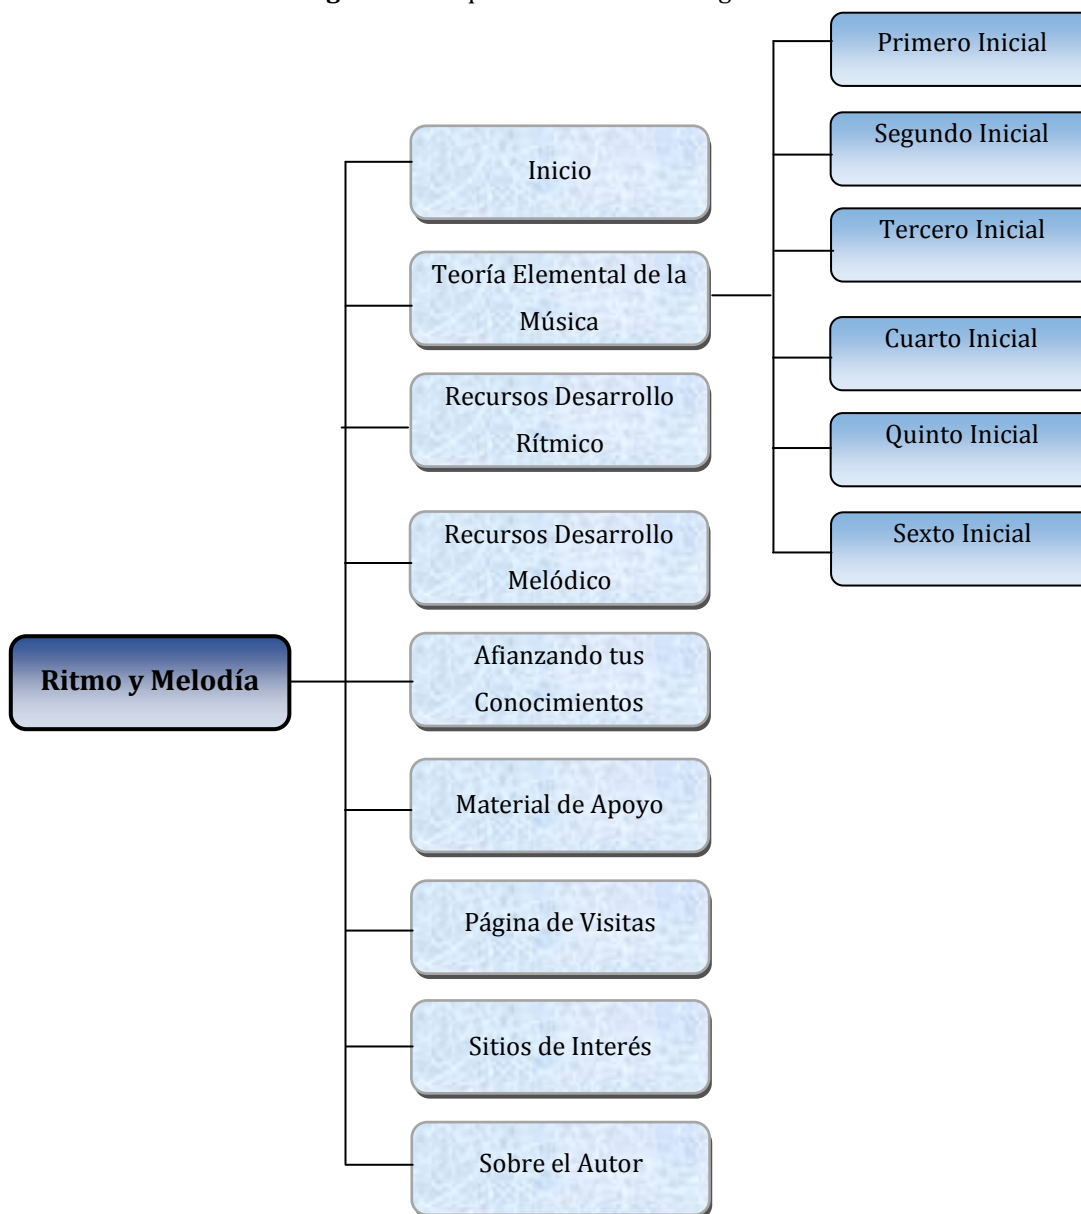 Primero Inicial
Segundo Inicial
Inicio
Tercero Inicial
Teoría Elemental de la
Música
Cuarto Inicial
Recursos Desarrollo
Rítmico
Quinto Inicial
Recursos Desarrollo
Melódico
Sexto Inicial
Ritmo y Melodía
Afianzando tus
Conocimientos
Material de Apoyo
Página de Visitas
Sitios de Interés
Sobre el Autor